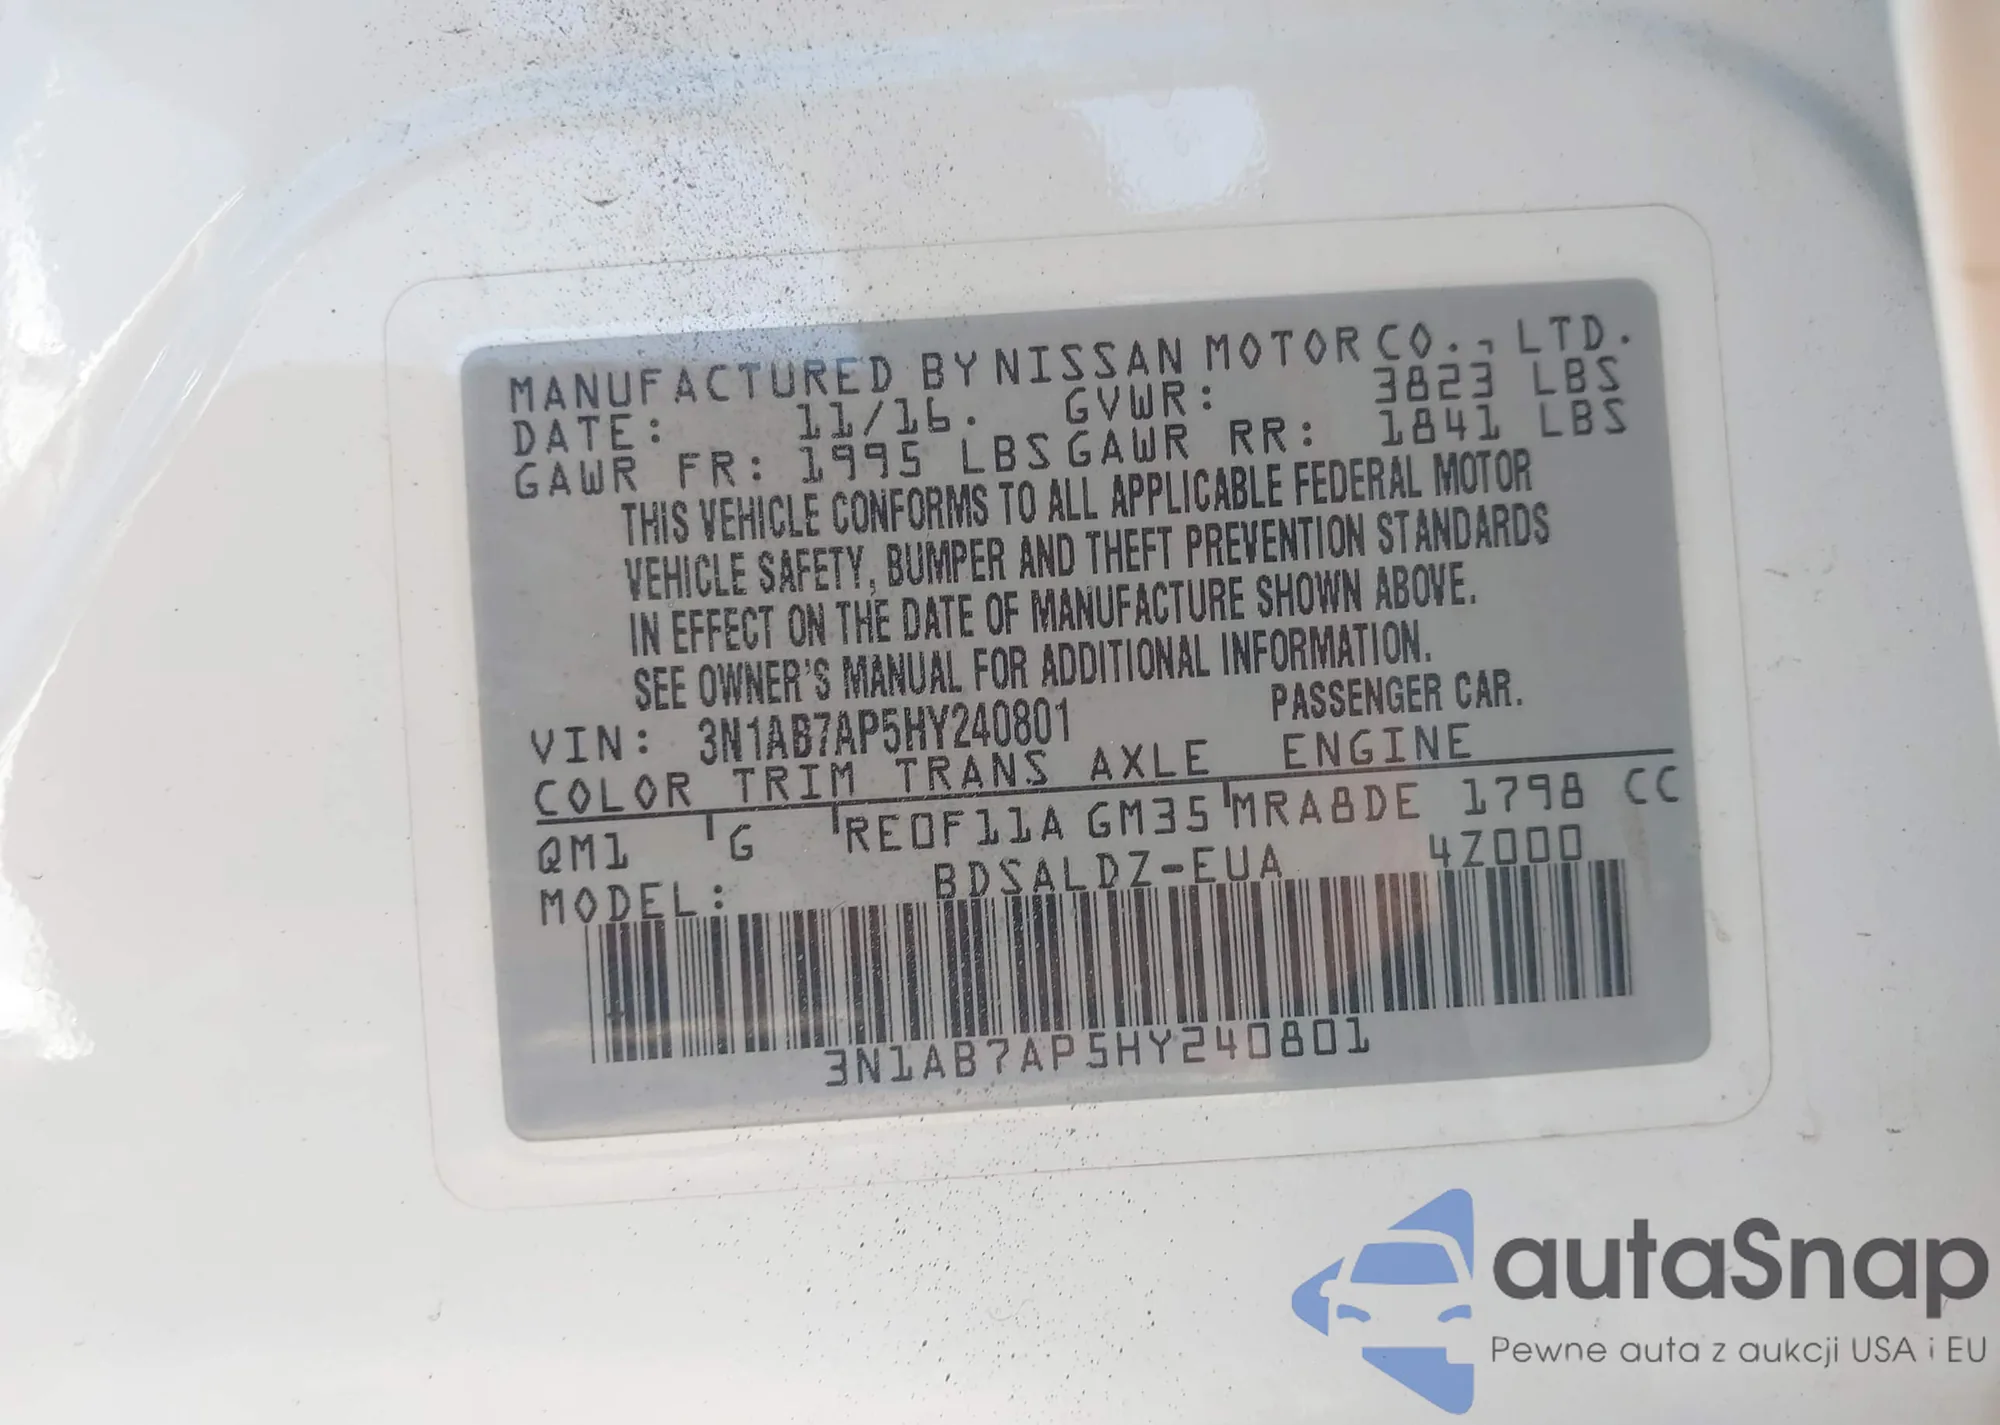 MANUFACTURED BY NISSAN MOTOR CO., LTD.
DATE: 11/16. GVWR: 3823 LBS
GAWR FR: 1995 LBS GAWR RR: 1841 LBS
THIS VEHICLE CONFORMS TO ALL APPLICABLE FEDERAL MOTOR
VEHICLE SAFETY, BUMPER AND THEFT PREVENTION STANDARDS
IN EFFECT ON THE DATE OF MANUFACTURE SHOWN ABOVE.
SEE OWNER'S MANUAL FOR ADDITIONAL INFORMATION.
VIN: 3N1AB7AP5HY240801 PASSENGER CAR.
COLOR TRIM TRANS AXLE ENGINE
QM1 G RE0F11A GM35 MRA8DE 1798 CC
MODEL: BDSALDZ-EUA 4Z000
3N1AB7AP5HY240801
autaSnap
Pewne auta z aukcji USA i EU